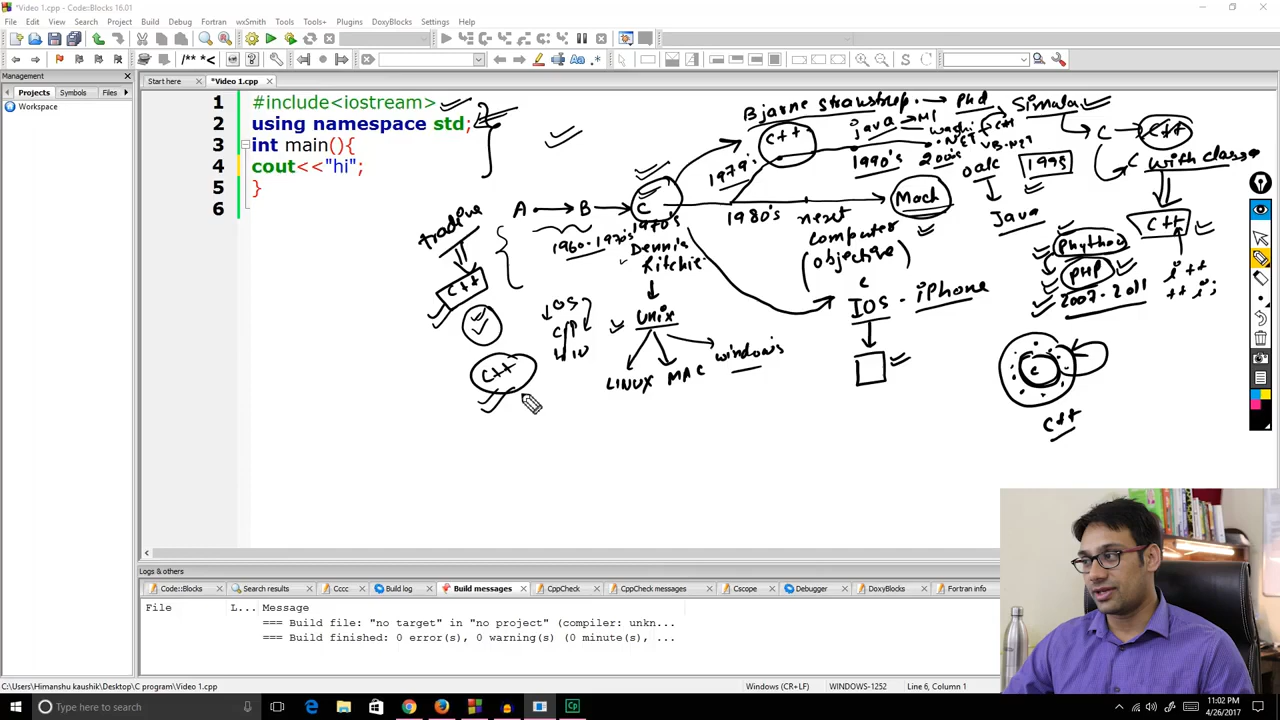 *Video 1.cpp - Code::Blocks 16.01
File Edit View Search Project Build Debug Fortran wxSmith Tools Tools+ Plugins DoxyBlocks Settings Help
/** *<
Management
Projects Symbols Files
Workspace
Start here
*Video 1.cpp
1 #include<iostream>
2 using namespace std;
3 int main(){
4 cout<<"hi";
5 }
6
Bjarne straustrup. PhD Simula
C++
java
.NET
VB.NET
C
C++
1979's
1990's
2000's
oak
1995
C with classes
A B C
1970's
1980's
next
computer
(objective)
c
Mach
Java
C++
trading
C++
1960-1970's
Dennis
Ritchie
Phython
PHP
2007-2011
i++
++i;
OS
IOS - iPhone
Unix
LINUX MAC windows
C++
c
C++
Logs & others
Code::Blocks Search results Cccc Build log Build messages CppCheck CppCheck messages Cscope Debugger DoxyBlocks Fortran info
File L... Message
=== Build file: "no target" in "no project" (compiler: unkn...
=== Build finished: 0 error(s), 0 warning(s) (0 minute(s), ...
C:\Users\Himanshu kaushik\Desktop\C program\Video 1.cpp
Windows (CR+LF) WINDOWS-1252 Line 6, Column 1
Type here to search
11:02 PM
4/26/2017